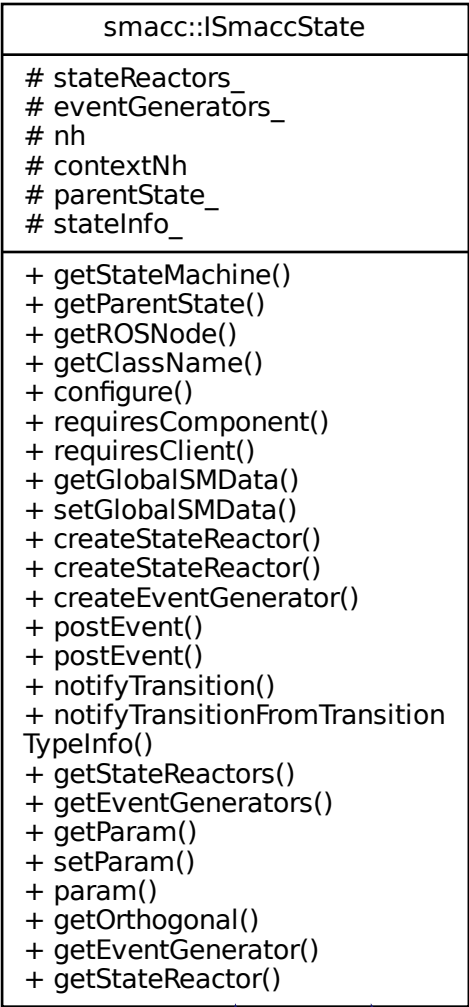 smacc::ISmaccState
# stateReactors_
# eventGenerators_
# nh
# contextNh
# parentState_
# stateInfo_
+ getStateMachine()
+ getParentState()
+ getROSNode()
+ getClassName()
+ configure()
+ requiresComponent()
+ requiresClient()
+ getGlobalSMData()
+ setGlobalSMData()
+ createStateReactor()
+ createStateReactor()
+ createEventGenerator()
+ postEvent()
+ postEvent()
+ notifyTransition()
+ notifyTransitionFromTransition
TypeInfo()
+ getStateReactors()
+ getEventGenerators()
+ getParam()
+ setParam()
+ param()
+ getOrthogonal()
+ getEventGenerator()
+ getStateReactor()